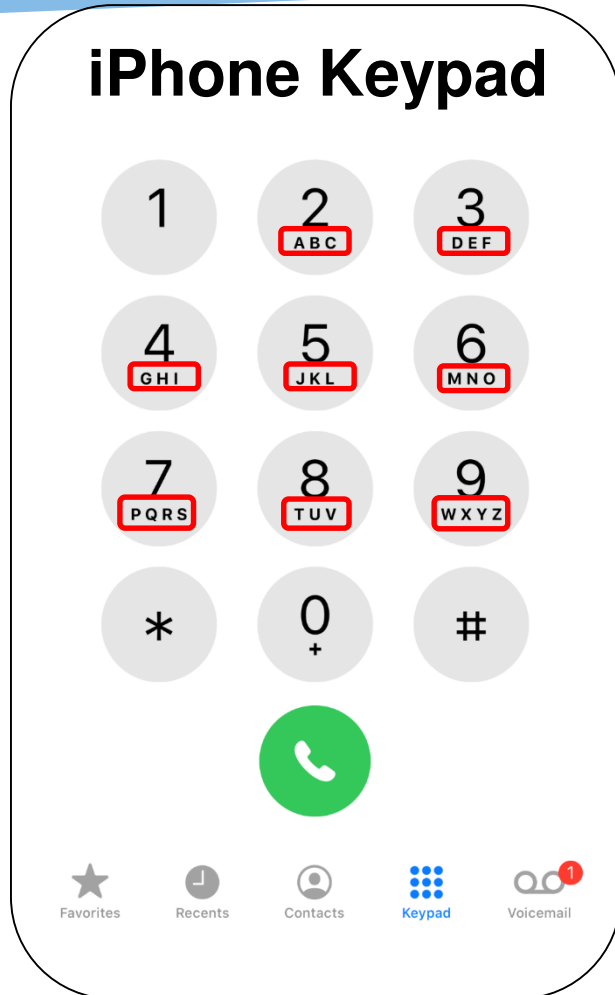 iPhone Keypad
1 2 3
ABC DEF
4 5 6
GHI JKL MNO
7 8 9
PQRS TUV WXYZ
* 0 #
+
Favorites Recents Contacts Keypad Voicemail 1